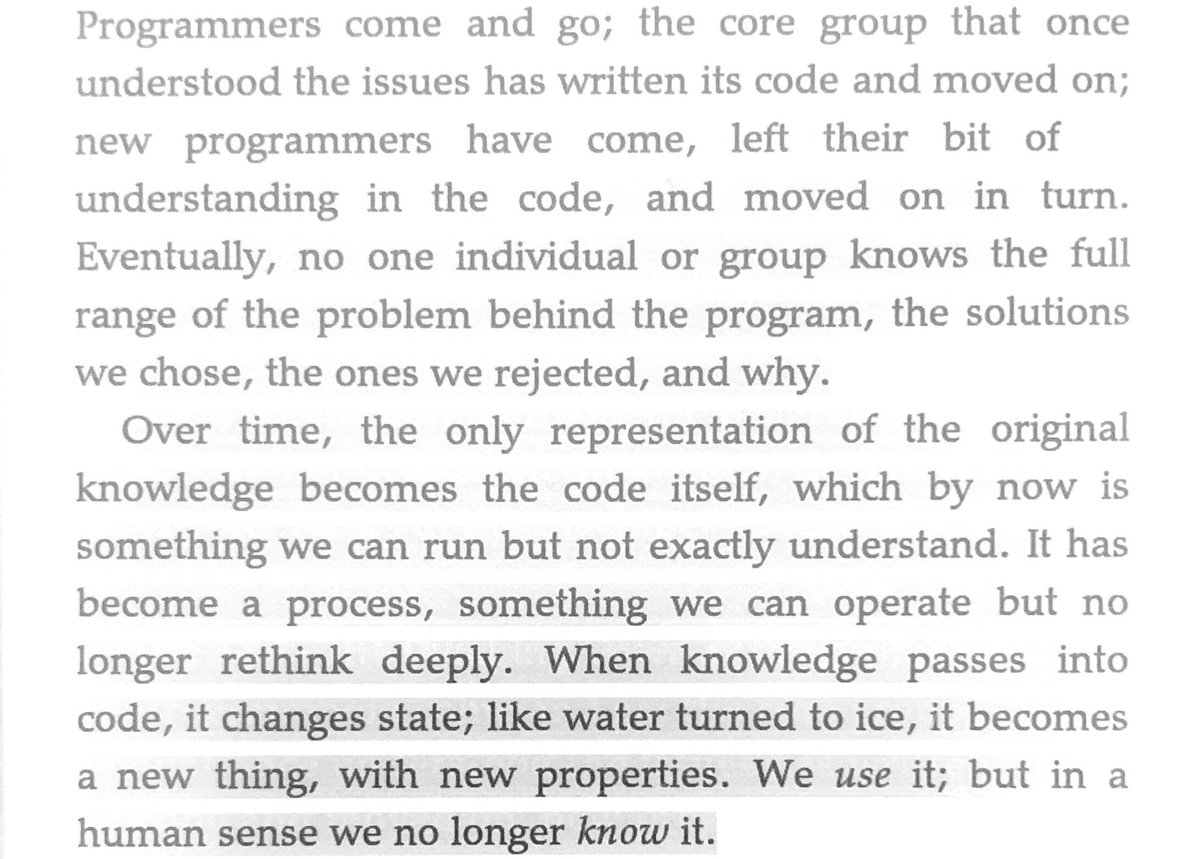 Programmers come and go; the core group that once
understood the issues has written its code and moved on;
new programmers have come, left their bit of
understanding in the code, and moved on in turn.
Eventually, no one individual or group knows the full
range of the problem behind the program, the solutions
we chose, the ones we rejected, and why.
Over time, the only representation of the original
knowledge becomes the code itself, which by now is
something we can run but not exactly understand. It has
become a process, something we can operate but no
longer rethink deeply. When knowledge passes into
code, it changes state; like water turned to ice, it becomes
a new thing, with new properties. We use it; but in a
human sense we no longer know it.